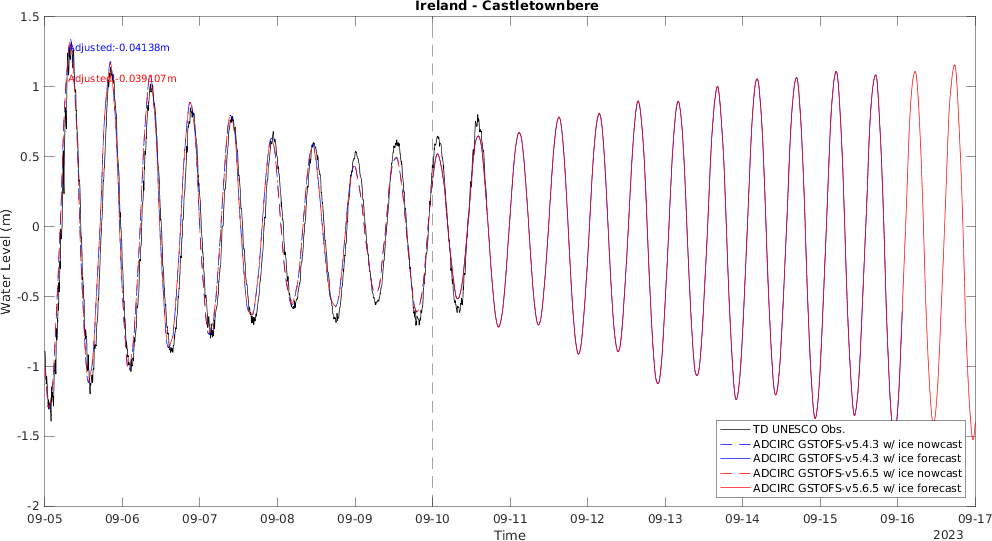 Ireland - Castletownbere
1.5
1
0.5
0
-0.5
-1
-1.5
-2
Water Level (m)
Adjusted:-0.04138m
Adjusted:-0.039107m
TD UNESCO Obs.
ADCIRC GSTOFS-v5.4.3 w/ ice nowcast
ADCIRC GSTOFS-v5.4.3 w/ ice forecast
ADCIRC GSTOFS-v5.6.5 w/ ice nowcast
ADCIRC GSTOFS-v5.6.5 w/ ice forecast
09-05 09-06 09-07 09-08 09-09 09-10 09-11 09-12 09-13 09-14 09-15 09-16 09-17
Time
2023